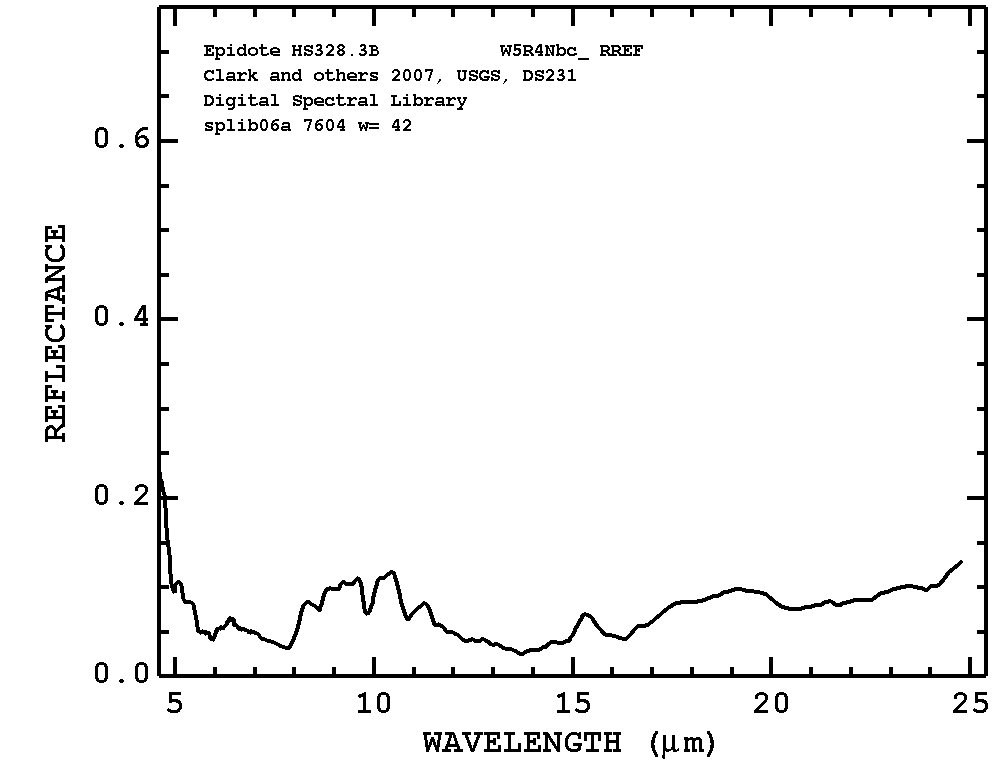 Epidote HS328.3B W5R4Nbc_ RREF
Clark and others 2007, USGS, DS231
Digital Spectral Library
splib06a 7604 w= 42
0.6
0.4
0.2
0.0
REFLECTANCE
5 10 15 20 25
WAVELENGTH (μm)